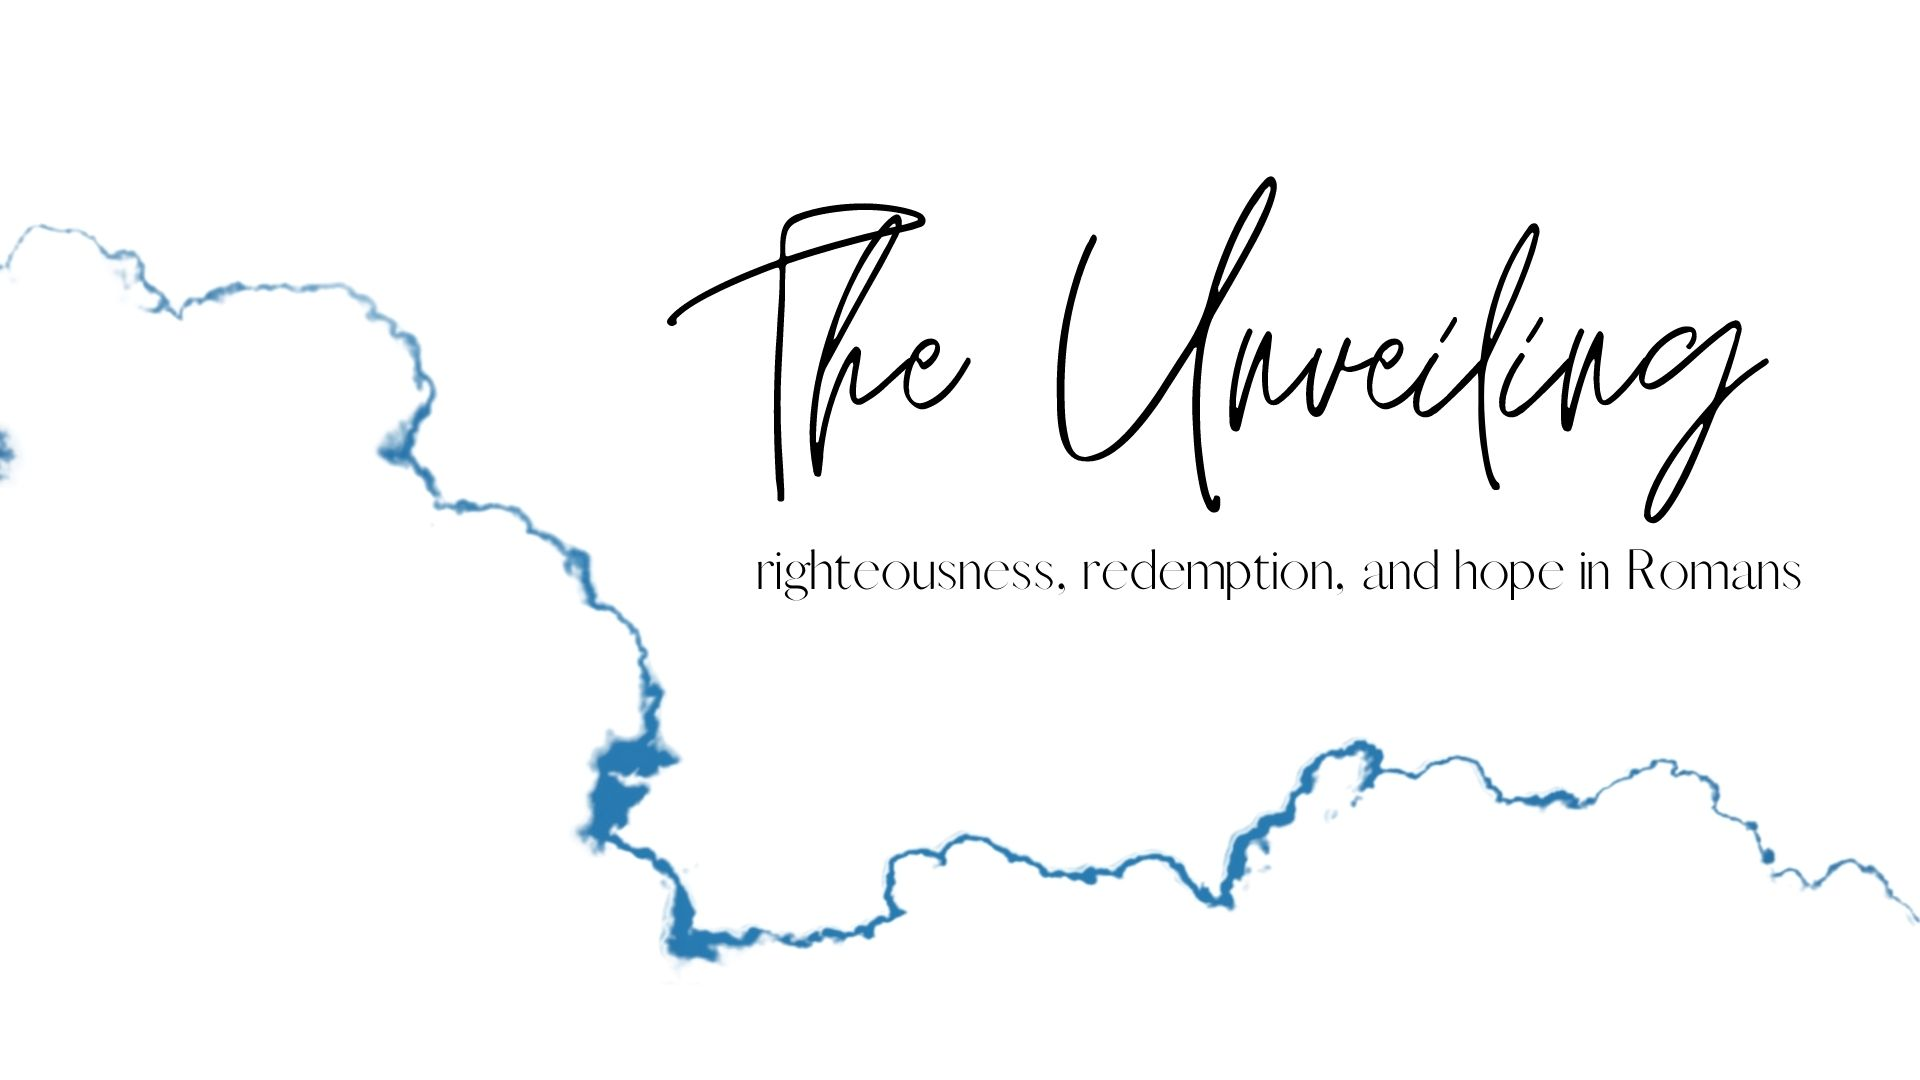 The Unveiling
righteousness, redemption, and hope in Romans